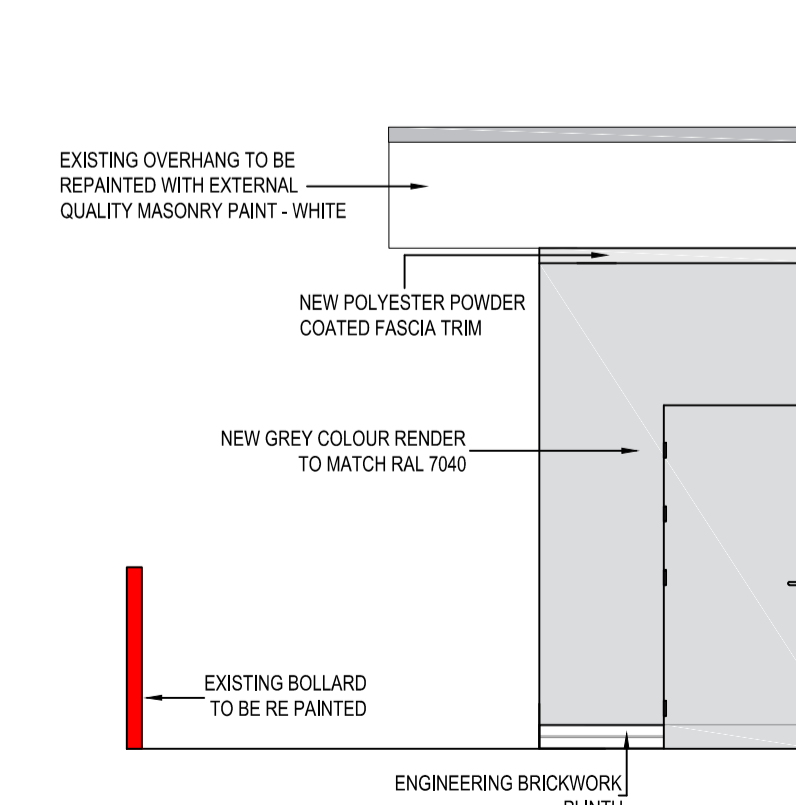 EXISTING OVERHANG TO BE
REPAINTED WITH EXTERNAL
QUALITY MASONRY PAINT - WHITE
NEW POLYESTER POWDER
COATED FASCIA TRIM
NEW GREY COLOUR RENDER
TO MATCH RAL 7040
EXISTING BOLLARD
TO BE RE PAINTED
ENGINEERING BRICKWORK
PLINTH